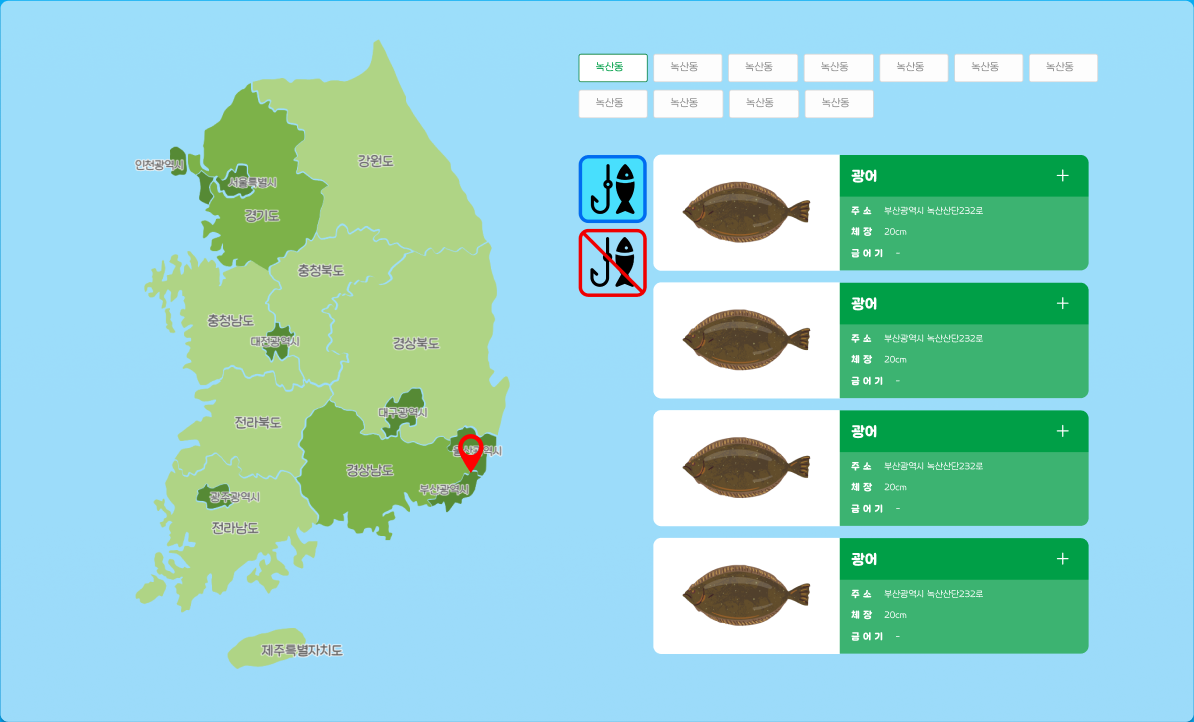 강원도
인천광역시
서울특별시
경기도
충청북도
충청남도
대전광역시
경상북도
대구광역시
전라북도
경상남도
부산광역시
광주광역시
전라남도
제주특별자치도
녹산동 녹산동 녹산동 녹산동 녹산동 녹산동 녹산동
녹산동 녹산동 녹산동 녹산동
광어 +
주 소 부산광역시 녹산산단232로
체 장 20cm
금 어 기 -
광어 +
주 소 부산광역시 녹산산단232로
체 장 20cm
금 어 기 -
광어 +
주 소 부산광역시 녹산산단232로
체 장 20cm
금 어 기 -
광어 +
주 소 부산광역시 녹산산단232로
체 장 20cm
금 어 기 -